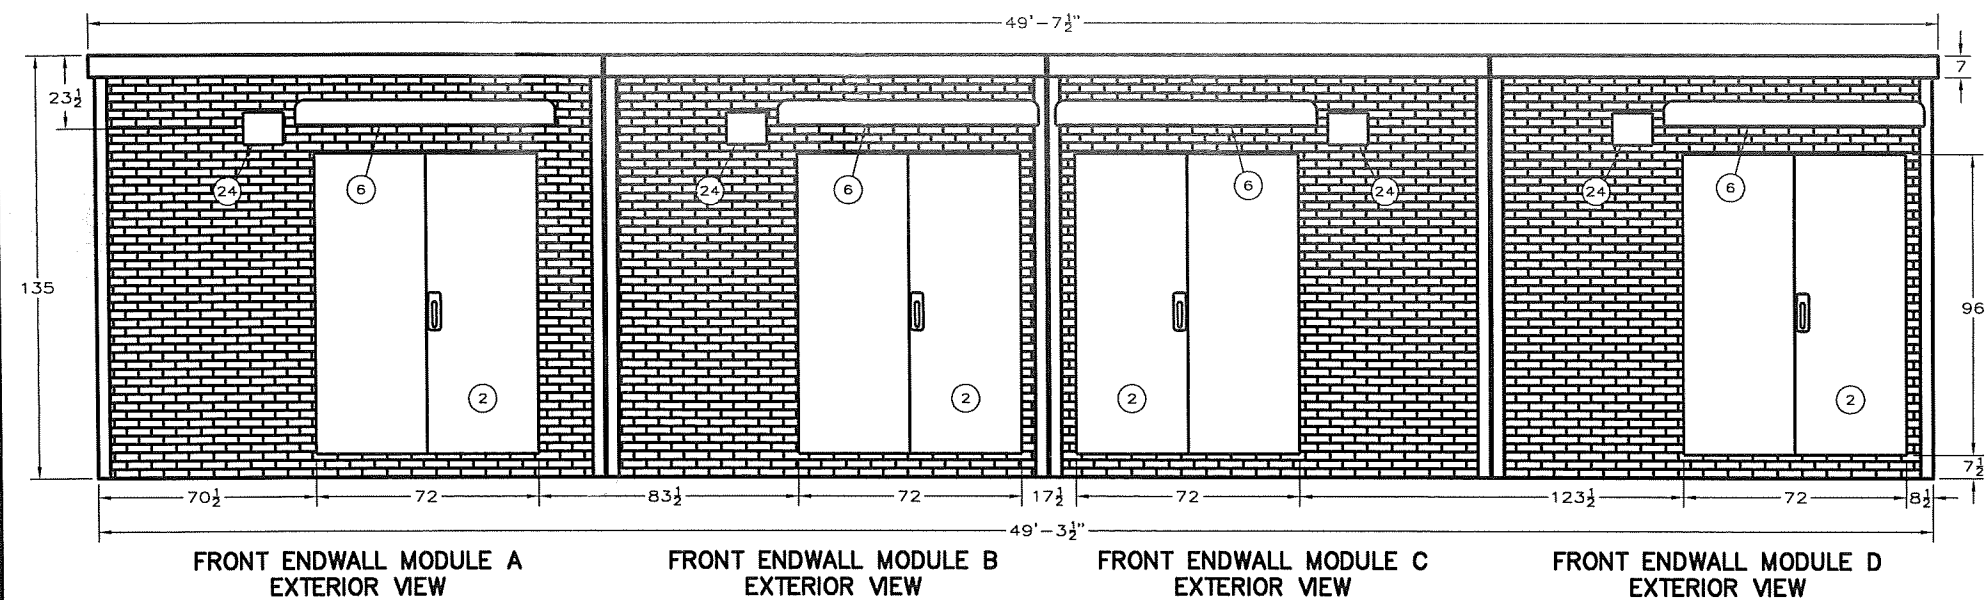 49'-7½"
23½
7
24
6
24
6
6
24
24
6
135
96
2
2
2
2
7½
70½ 72 83½ 72 17½ 72 123½ 72 8½
49'-3½"
FRONT ENDWALL MODULE A
EXTERIOR VIEW
FRONT ENDWALL MODULE B
EXTERIOR VIEW
FRONT ENDWALL MODULE C
EXTERIOR VIEW
FRONT ENDWALL MODULE D
EXTERIOR VIEW